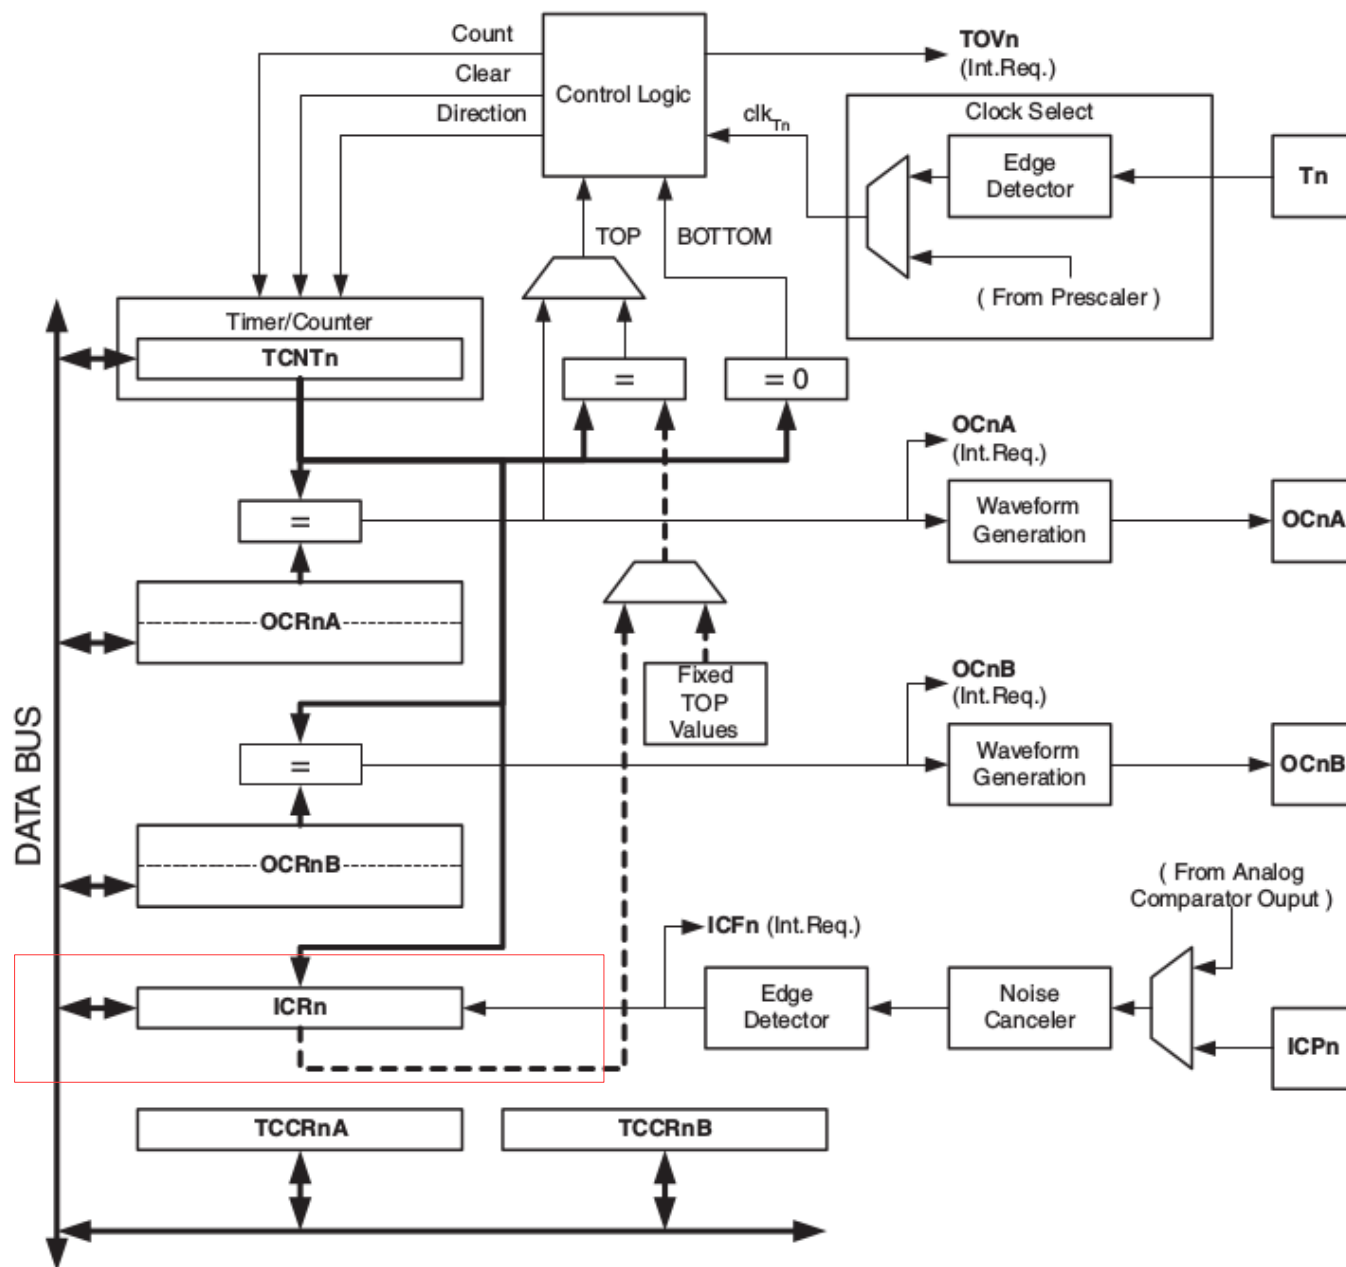 Count
Clear
Direction
Control Logic
TOVn
(Int.Req.)
clkTn
Clock Select
Edge
Detector
Tn
TOP
BOTTOM
( From Prescaler )
Timer/Counter
TCNTn
=
= 0
OCnA
(Int.Req.)
=
Waveform
Generation
OCnA
OCRnA
Fixed
TOP
Values
OCnB
(Int.Req.)
=
Waveform
Generation
OCnB
DATA BUS
OCRnB
( From Analog
Comparator Ouput )
ICFn (Int.Req.)
ICRn
Edge
Detector
Noise
Canceler
ICPn
TCCRnA
TCCRnB